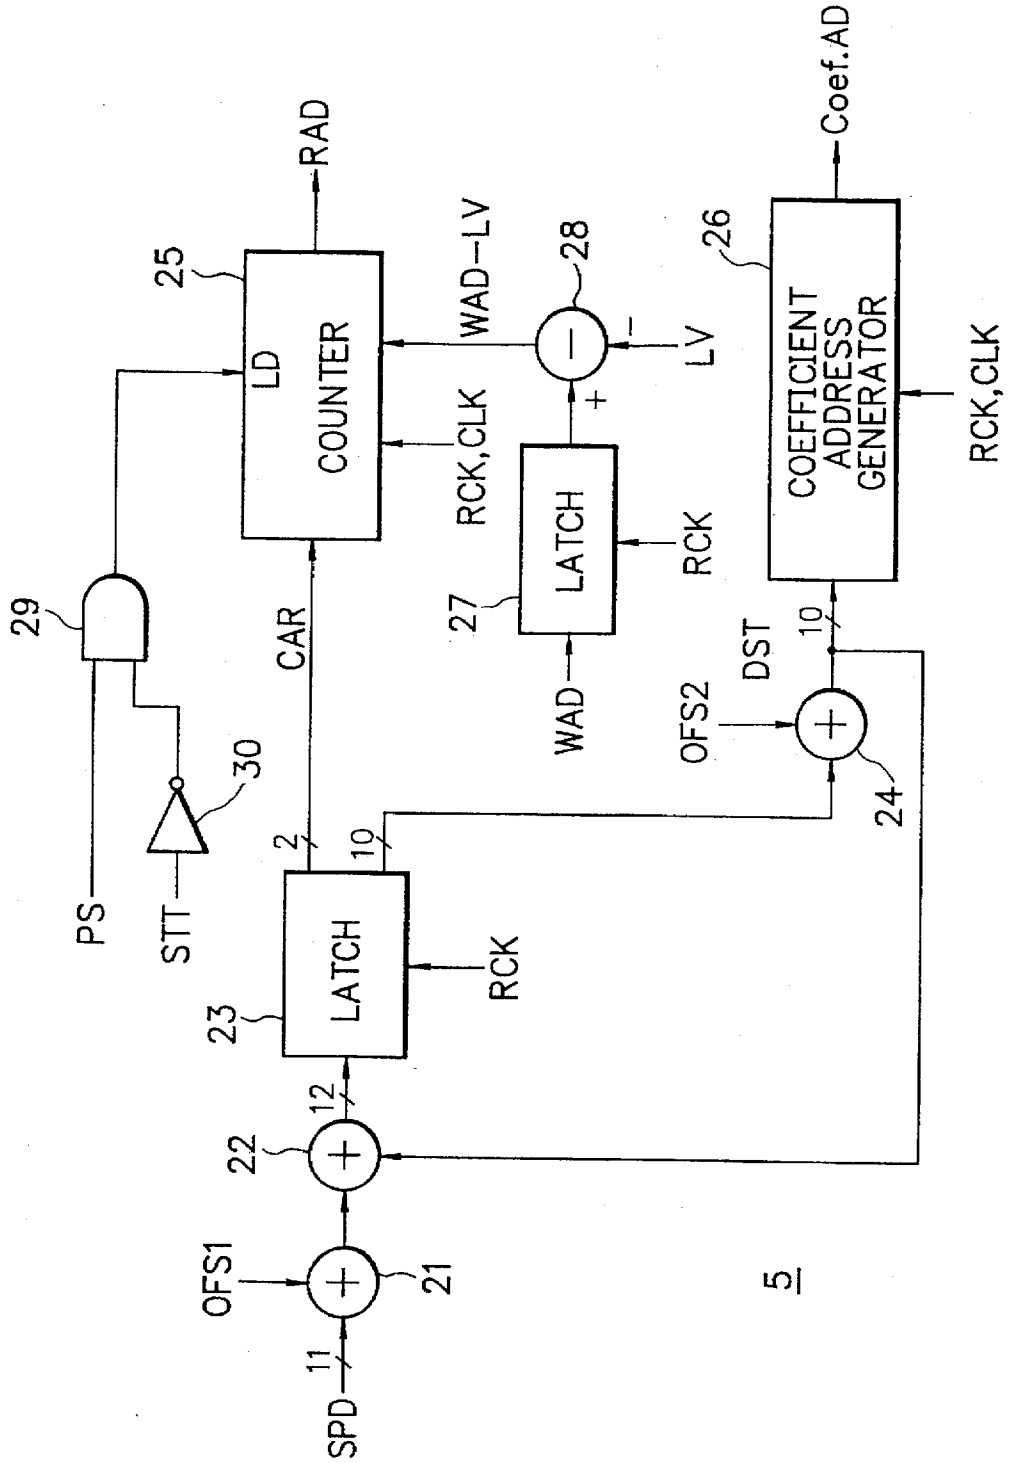 SPD
11
OFS1
21
22
12
23
LATCH
RCK
2
10
PS
STT
30
29
CAR
25
LD
COUNTER
RAD
RCK,CLK
WAD-LV
WAD
27
LATCH
RCK
+
−
28
−
LV
OFS2
+
24
DST
10
26
COEFFICIENT
ADDRESS
GENERATOR
Coef.AD
RCK,CLK
+
+
5